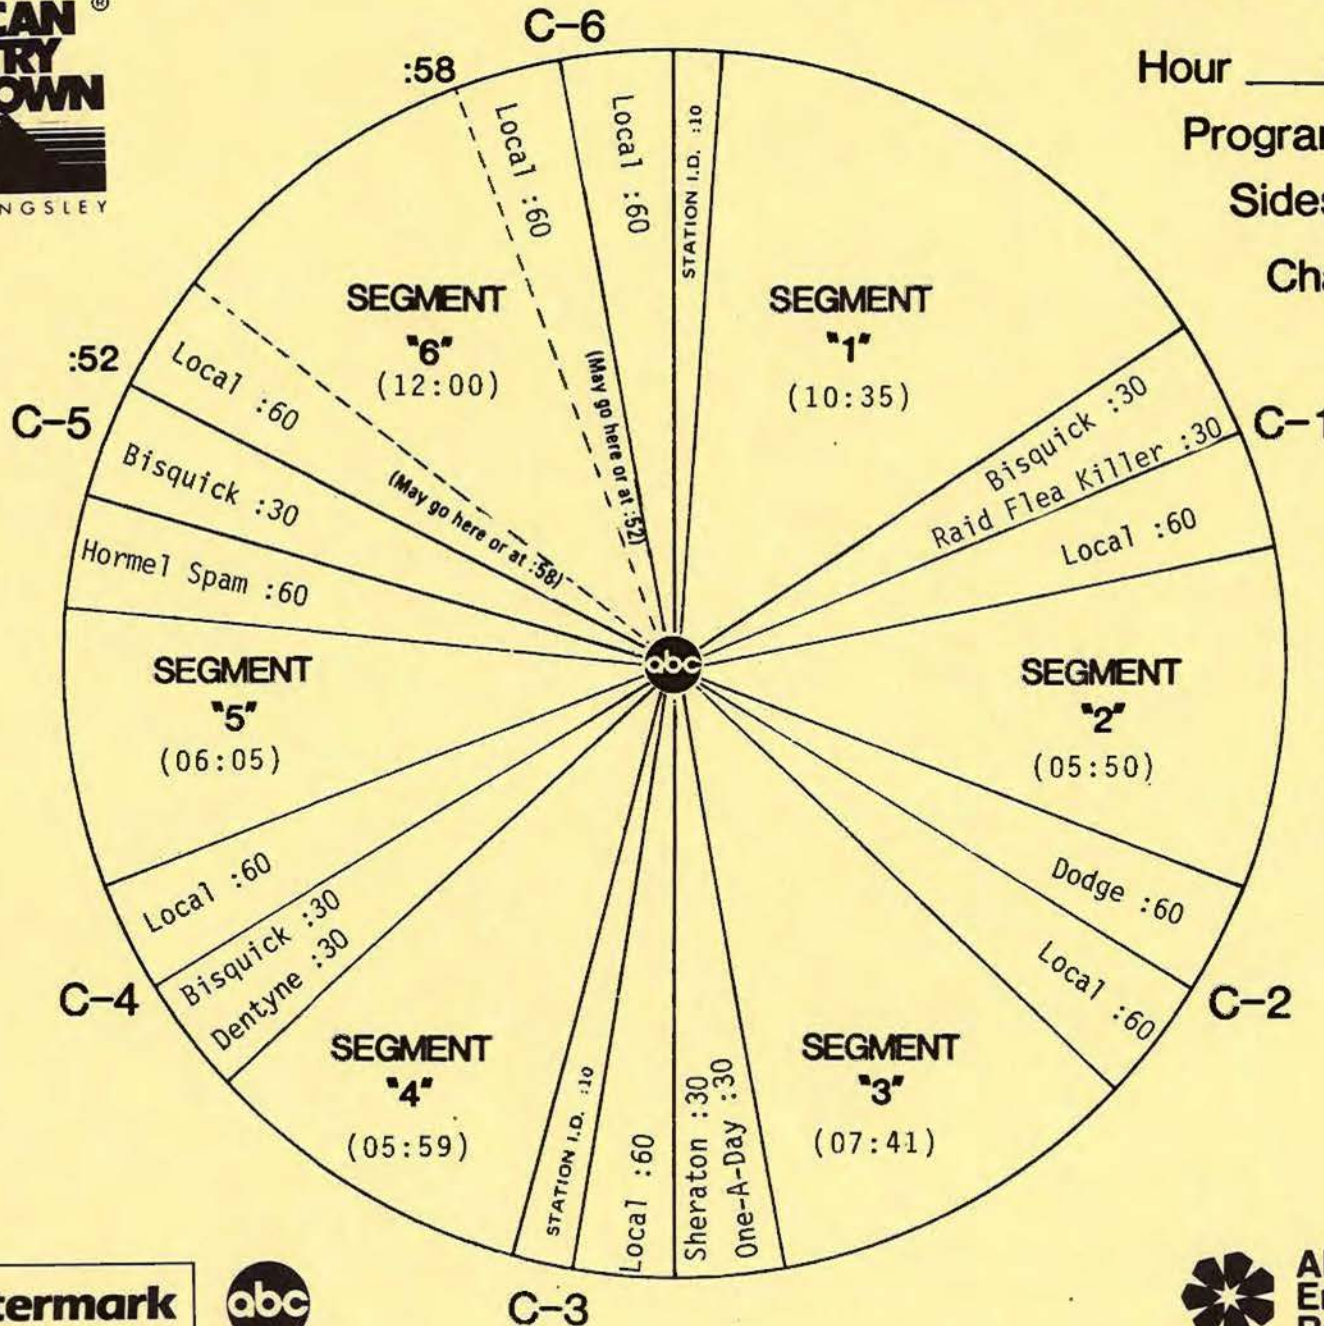 C-6
:58
Hour
NGSLEY
Local :60
Local :60
STATION I.D. :10
SEGMENT
"1"
(10:35)
SEGMENT
"6"
(12:00)
(May go here or at :52)
:52
C-5
Local :60
(May go here or at :58)
Bisquick :30
Hormel Spam :60
Bisquick :30
Raid Flea Killer :30
Local :60
abc
SEGMENT
"5"
(06:05)
SEGMENT
"2"
(05:50)
Dodge :60
Local :60
C-2
Local :60
Bisquick :30
Dentyne :30
C-4
SEGMENT
"4"
(05:59)
SEGMENT
"3"
(07:41)
STATION I.D. :10
Local :60
Sheraton :30
One-A-Day :30
C-3
termark
abc